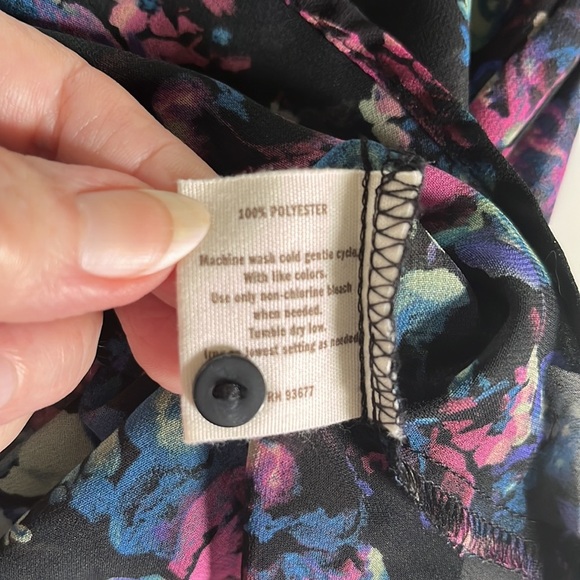 100% POLYESTER
Machine wash cold gentle cycle.
With like colors.
Use only non-chlorine bleach
when needed.
Tumble dry low.
lowest setting as needed.
RN 93677